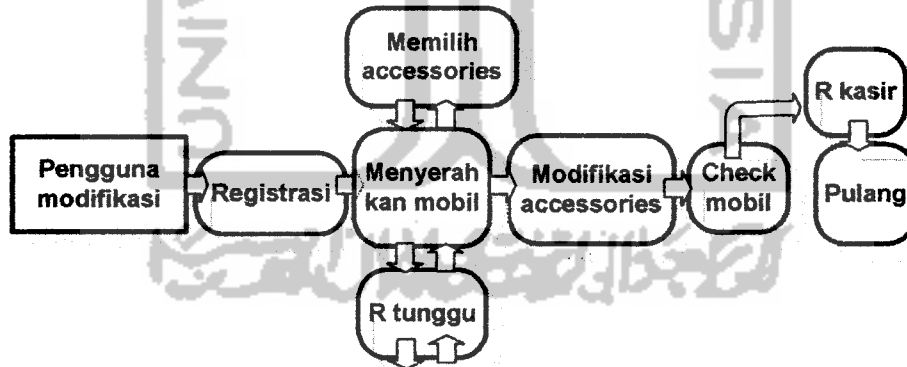 Memilih
accessories
R kasir
Pengguna
modifikasi
Registrasi
Menyerah
kan mobil
Modifikasi
accessories
Check
mobil
Pulang
R tunggu